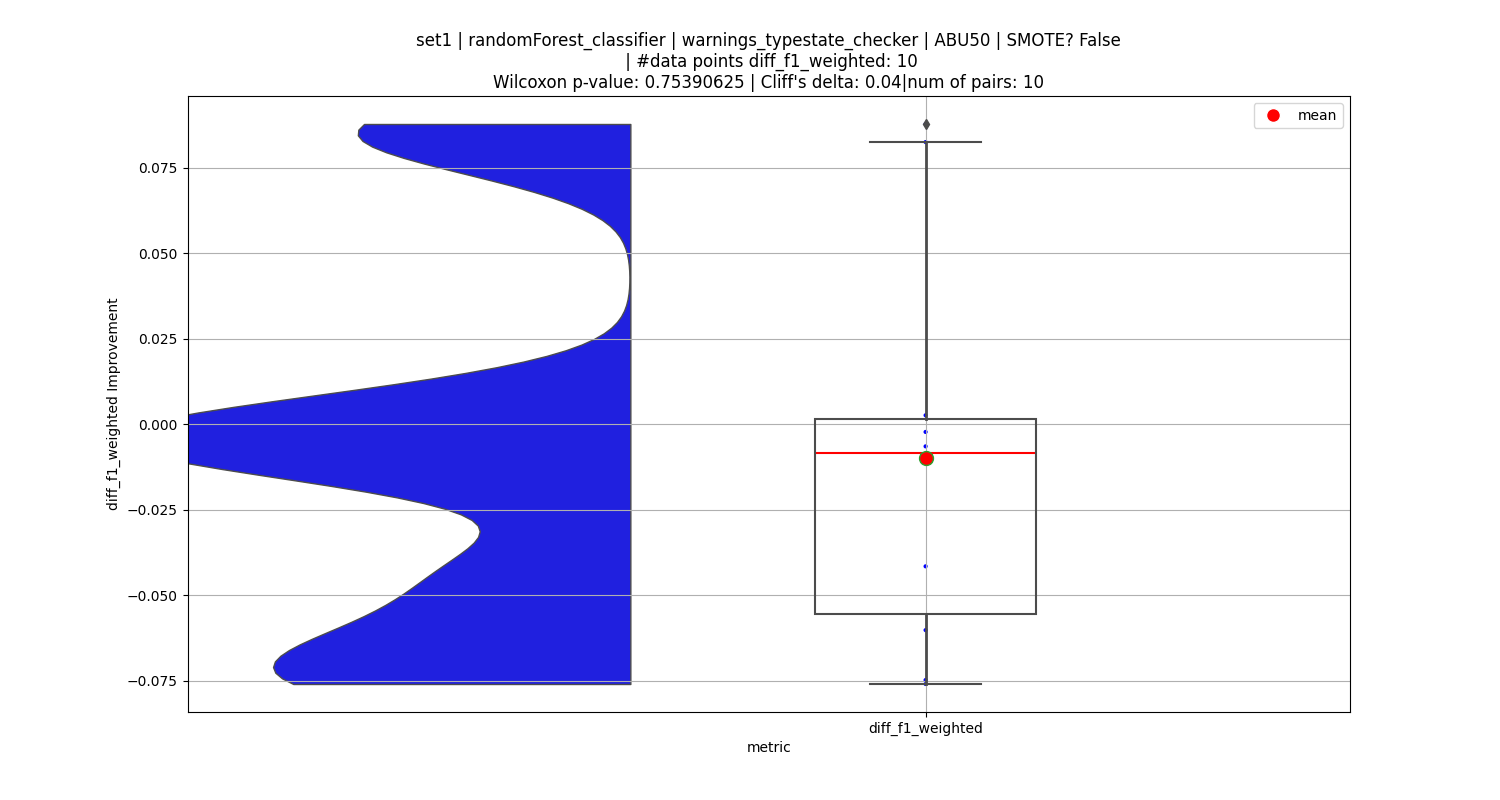 set1 | randomForest_classifier | warnings_typestate_checker | ABU50 | SMOTE? False
| #data points diff_f1_weighted: 10
Wilcoxon p-value: 0.75390625 | Cliff's delta: 0.04|num of pairs: 10
mean
0.075
0.050
0.025
0.000
−0.025
−0.050
−0.075
diff_f1_weighted Improvement
diff_f1_weighted
metric